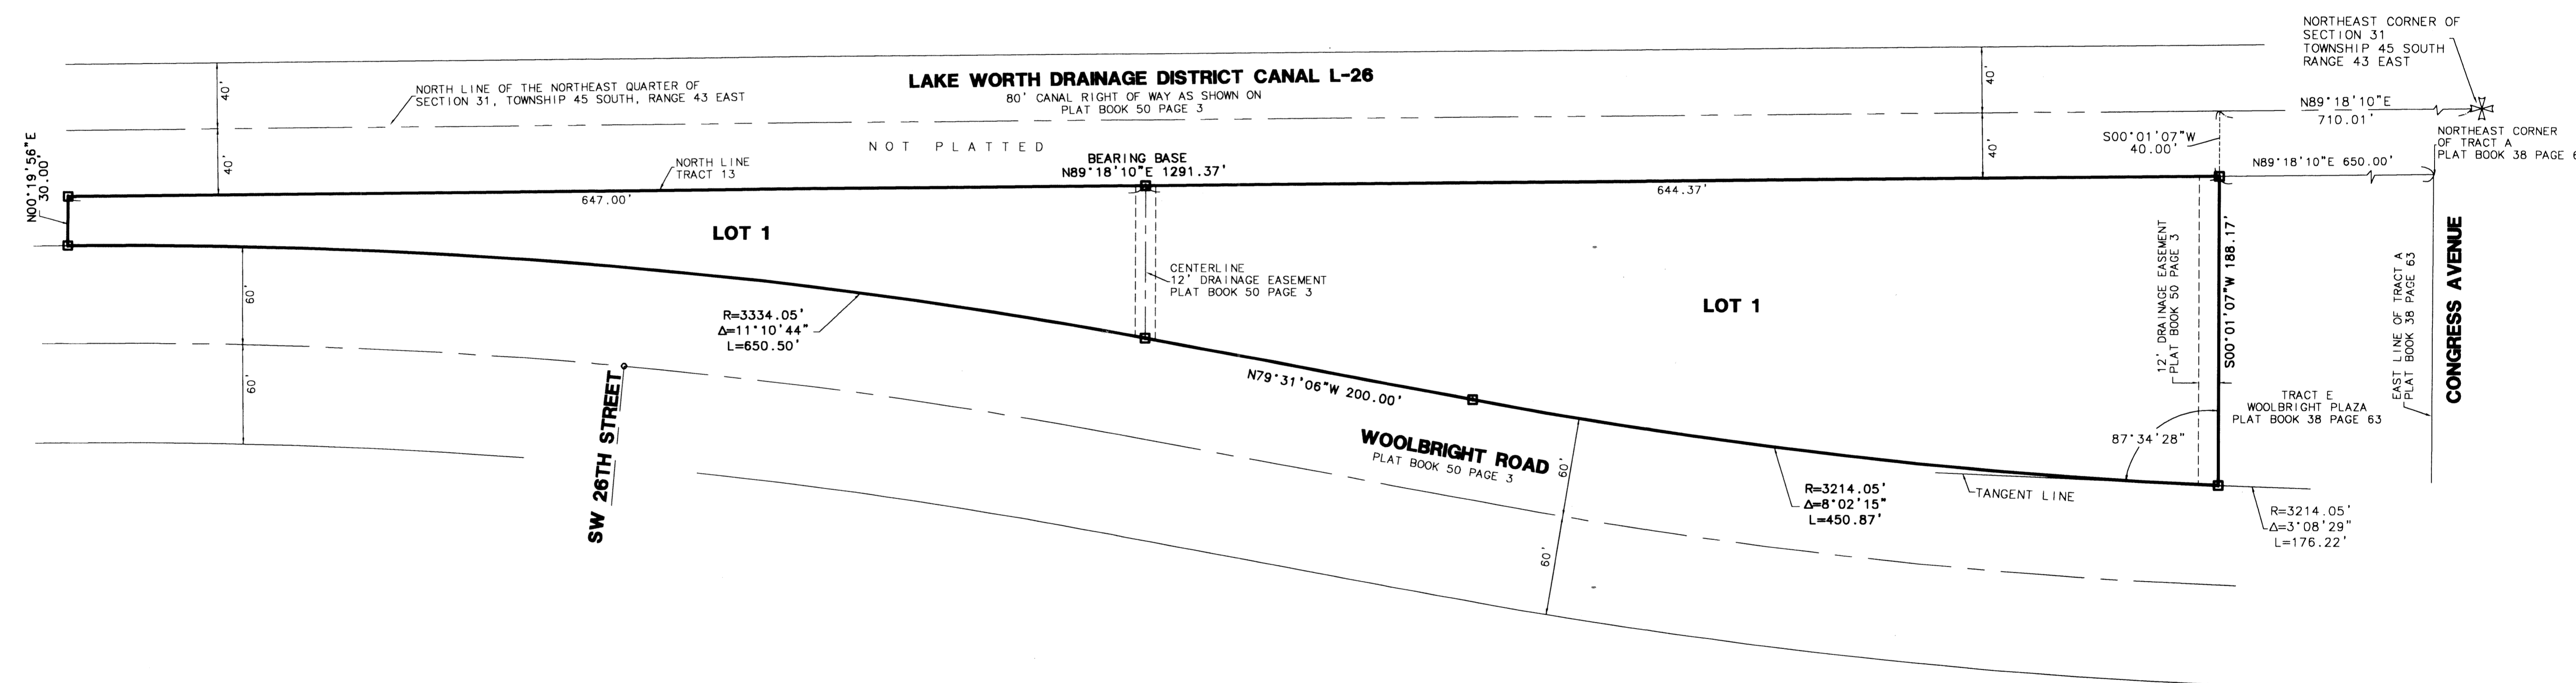 NORTHEAST CORNER OF
SECTION 31
TOWNSHIP 45 SOUTH
RANGE 43 EAST
LAKE WORTH DRAINAGE DISTRICT CANAL L-26
80' CANAL RIGHT OF WAY AS SHOWN ON
PLAT BOOK 50 PAGE 3
NORTH LINE OF THE NORTHEAST QUARTER OF
SECTION 31, TOWNSHIP 45 SOUTH, RANGE 43 EAST
40'
40'
40'
40'
N89°18'10"E
710.01'
S00°01'07"W
40.00'
NORTHEAST CORNER
OF TRACT A
PLAT BOOK 38 PAGE 6
N89°18'10"E 650.00'
NOT PLATTED
NORTH LINE
TRACT 13
BEARING BASE
N89°18'10"E 1291.37'
N00°19'56"E
30.00'
647.00'
644.37'
LOT 1
LOT 1
CENTERLINE
12' DRAINAGE EASEMENT
PLAT BOOK 50 PAGE 3
12' DRAINAGE EASEMENT
PLAT BOOK 50 PAGE 3
S00°01'07"W 188.17'
EAST LINE OF TRACT A
PLAT BOOK 38 PAGE 63
CONGRESS AVENUE
60'
60'
R=3334.05'
Δ=11°10'44"
L=650.50'
N79°31'06"W 200.00'
TRACT E
WOOLBRIGHT PLAZA
PLAT BOOK 38 PAGE 63
87°34'28"
SW 26TH STREET
WOOLBRIGHT ROAD
PLAT BOOK 50 PAGE 3
60'
60'
TANGENT LINE
R=3214.05'
Δ=8°02'15"
L=450.87'
R=3214.05'
Δ=3°08'29"
L=176.22'